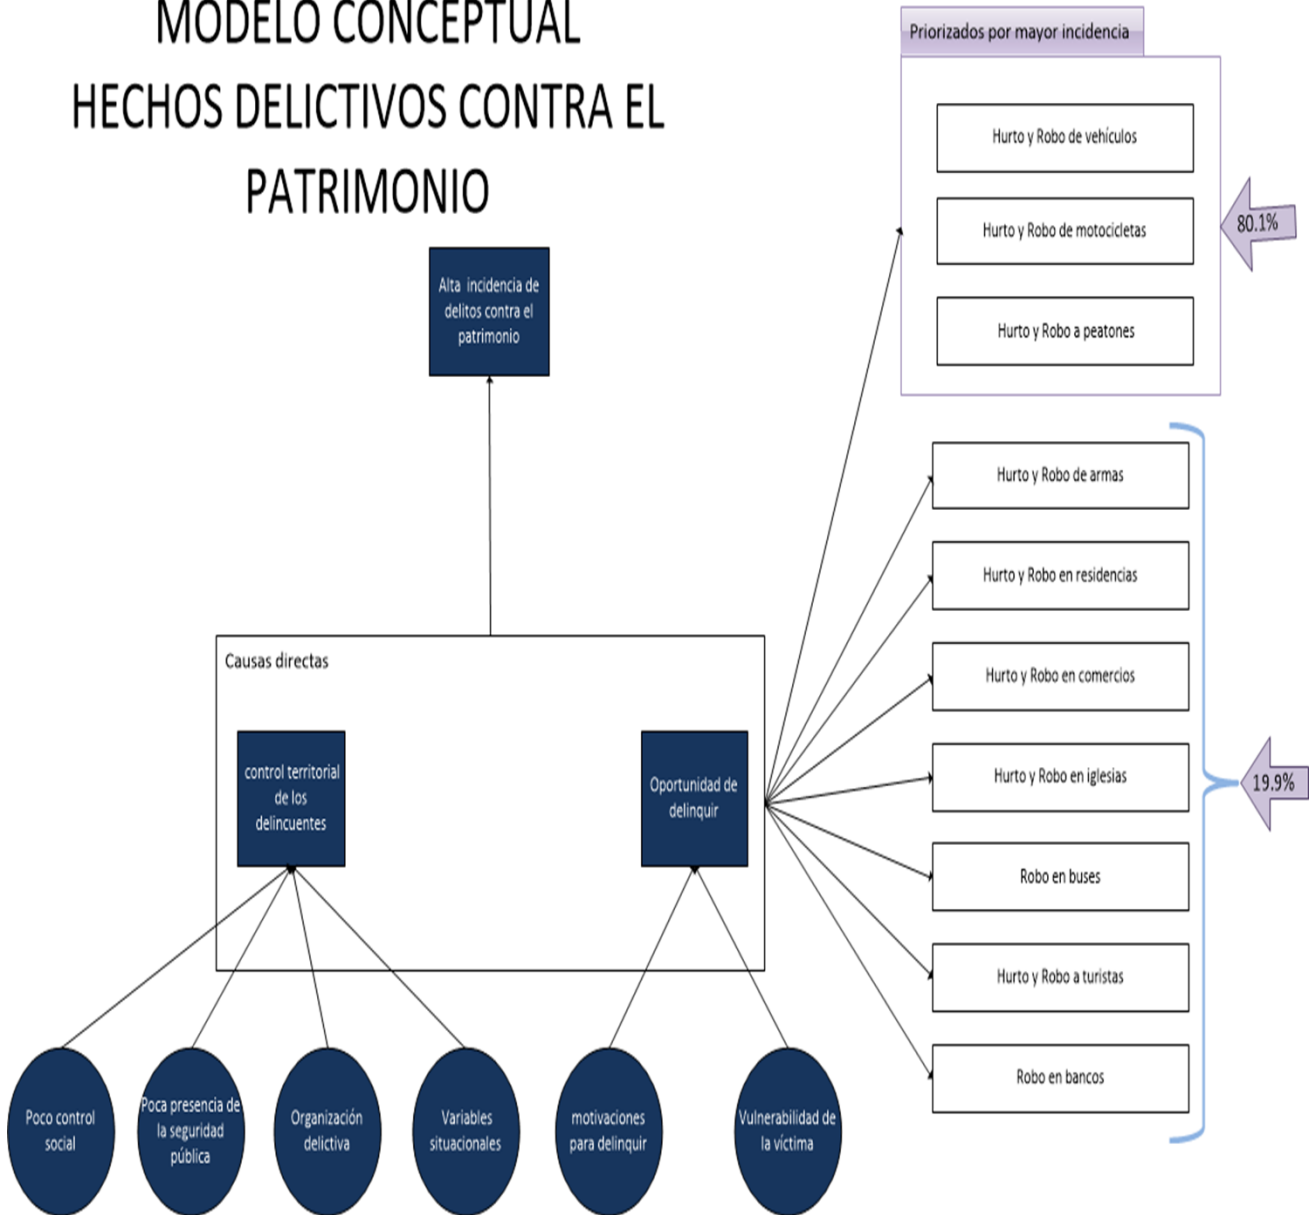 MODELO CONCEPTUAL
HECHOS DELICTIVOS CONTRA EL
PATRIMONIO
Priorizados por mayor incidencia
Hurto y Robo de vehículos
Hurto y Robo de motocicletas
80.1%
Hurto y Robo a peatones
Alta incidencia de
delitos contra el
patrimonio
Hurto y Robo de armas
Hurto y Robo en residencias
Hurto y Robo en comercios
Hurto y Robo en iglesias
19.9%
Robo en buses
Hurto y Robo a turistas
Robo en bancos
Causas directas
control territorial
de los
delincuentes
Oportunidad de
delinquir
Poco control
social
Poca presencia de
la seguridad
pública
Organización
delictiva
Variables
situacionales
motivaciones
para delinquir
Vulnerabilidad de
la víctima